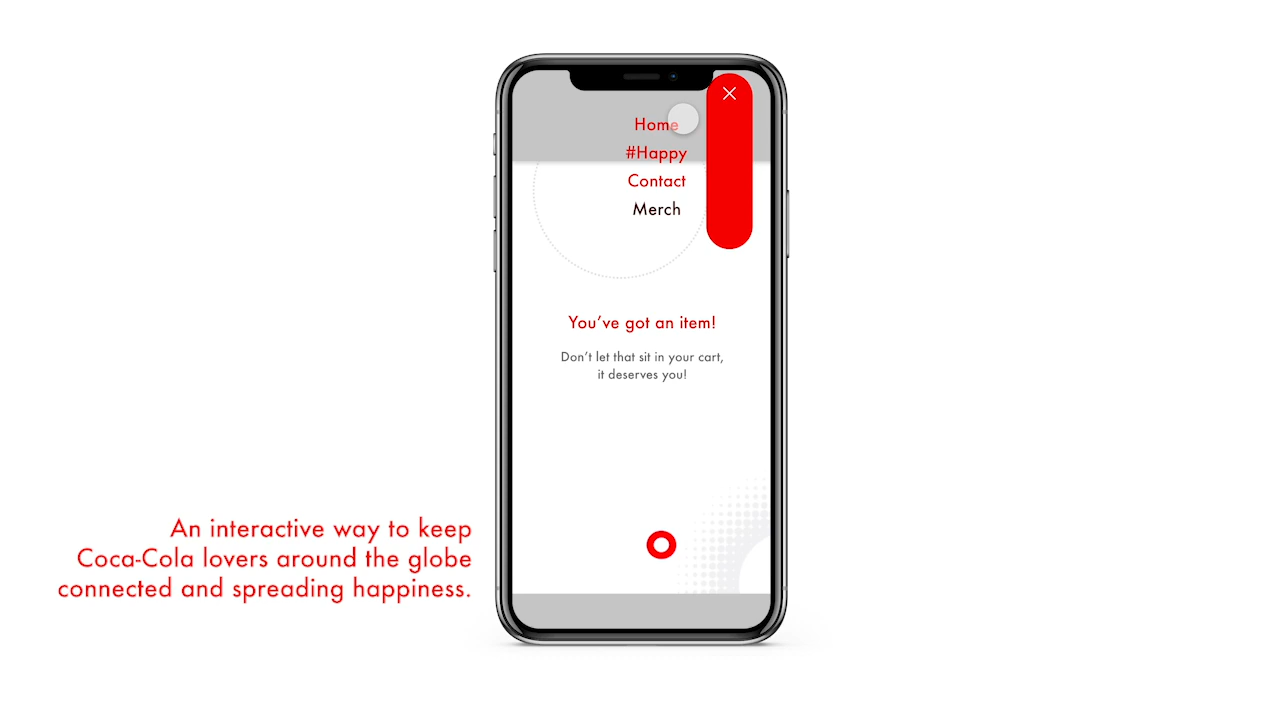 Home
#Happy
Contact
Merch
You’ve got an item!
Don’t let that sit in your cart,
it deserves you!
An interactive way to keep
Coca-Cola lovers around the globe
connected and spreading happiness.